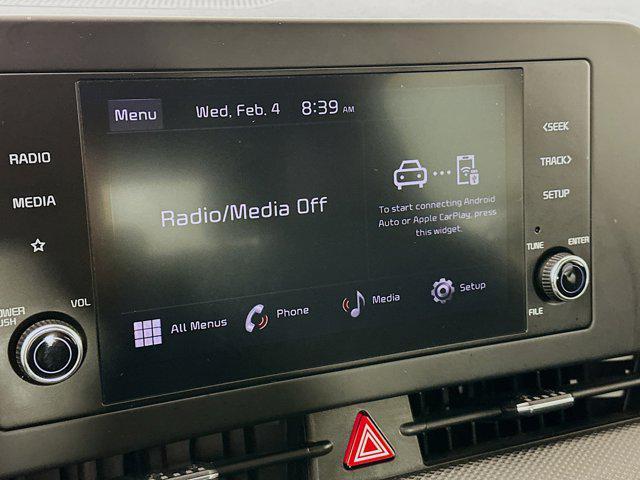 Menu
Wed, Feb. 4
8:39 AM
<SEEK
RADIO
TRACK>
MEDIA
SETUP
Radio/Media Off
To start connecting Android
Auto or Apple CarPlay, press
this widget.
TUNE
ENTER
VOL
POWER
PUSH
All Menus
Phone
Media
Setup
FILE